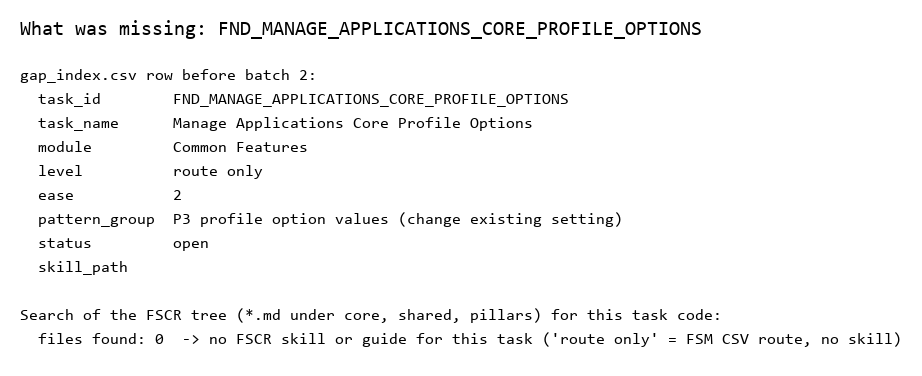 What was missing: FND_MANAGE_APPLICATIONS_CORE_PROFILE_OPTIONS
gap_index.csv row before batch 2:
task_id FND_MANAGE_APPLICATIONS_CORE_PROFILE_OPTIONS
task_name Manage Applications Core Profile Options
module Common Features
level route only
ease 2
pattern_group P3 profile option values (change existing setting)
status open
skill_path
Search of the FSCR tree (*.md under core, shared, pillars) for this task code:
files found: 0 -> no FSCR skill or guide for this task ('route only' = FSM CSV route, no skill)